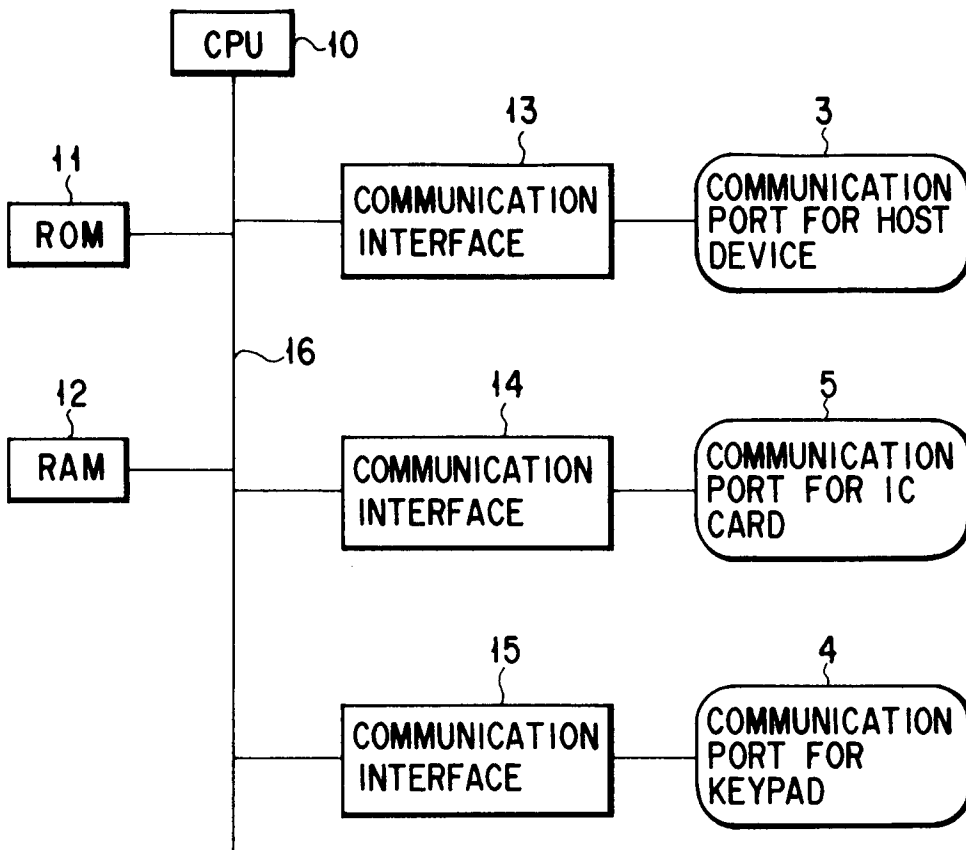 CPU
10
13
3
11
COMMUNICATION
INTERFACE
COMMUNICATION
PORT FOR HOST
DEVICE
ROM
16
12
14
5
RAM
COMMUNICATION
INTERFACE
COMMUNICATION
PORT FOR IC
CARD
15
4
COMMUNICATION
INTERFACE
COMMUNICATION
PORT FOR
KEYPAD